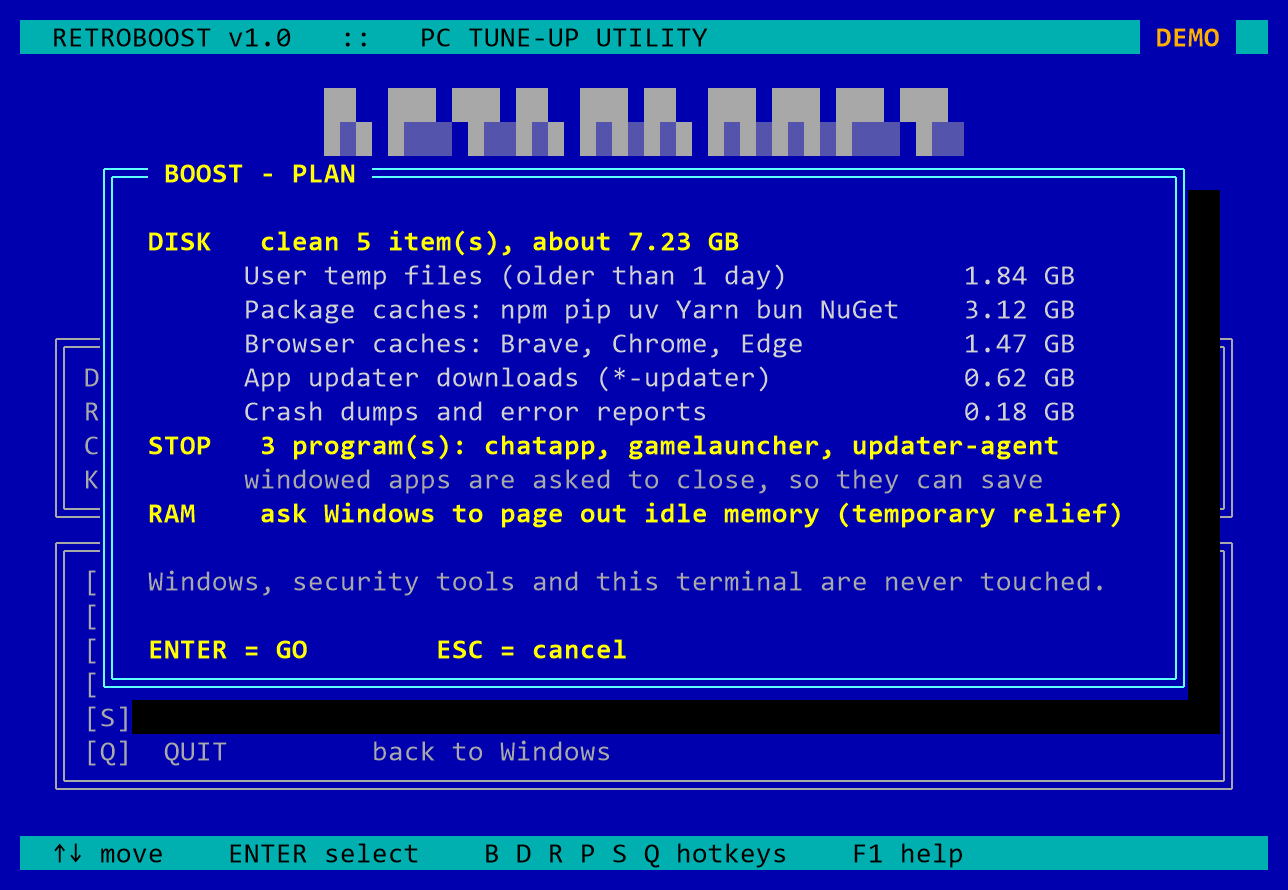 RETROBOOST v1.0 :: PC TUNE-UP UTILITY DEMO
BOOST - PLAN
DISK clean 5 item(s), about 7.23 GB
User temp files (older than 1 day) 1.84 GB
Package caches: npm pip uv Yarn bun NuGet 3.12 GB
Browser caches: Brave, Chrome, Edge 1.47 GB
App updater downloads (*-updater) 0.62 GB
Crash dumps and error reports 0.18 GB
STOP 3 program(s): chatapp, gamelauncher, updater-agent
windowed apps are asked to close, so they can save
RAM ask Windows to page out idle memory (temporary relief)
Windows, security tools and this terminal are never touched.
ENTER = GO ESC = cancel
D
R
C
K
[
[
[
[
[S]
[Q] QUIT back to Windows
↑↓ move ENTER select B D R P S Q hotkeys F1 help